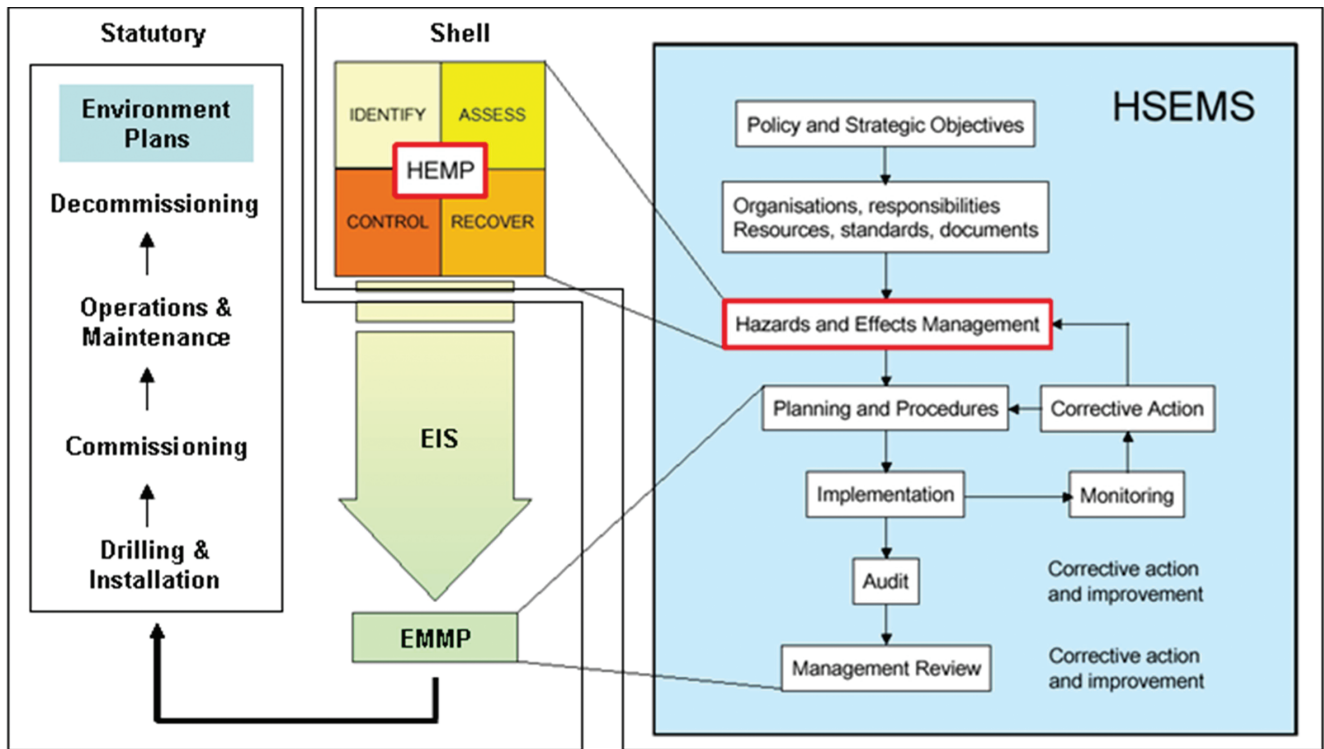 Statutory
Environment
Plans
Decommissioning
Operations &
Maintenance
Commissioning
Drilling &
Installation
Shell
IDENTIFY
ASSESS
HEMP
CONTROL
RECOVER
EIS
EMMP
HSEMS
Policy and Strategic Objectives
Organisations, responsibilities
Resources, standards, documents
Hazards and Effects Management
Planning and Procedures
Corrective Action
Implementation
Monitoring
Audit
Corrective action
and improvement
Management Review
Corrective action
and improvement